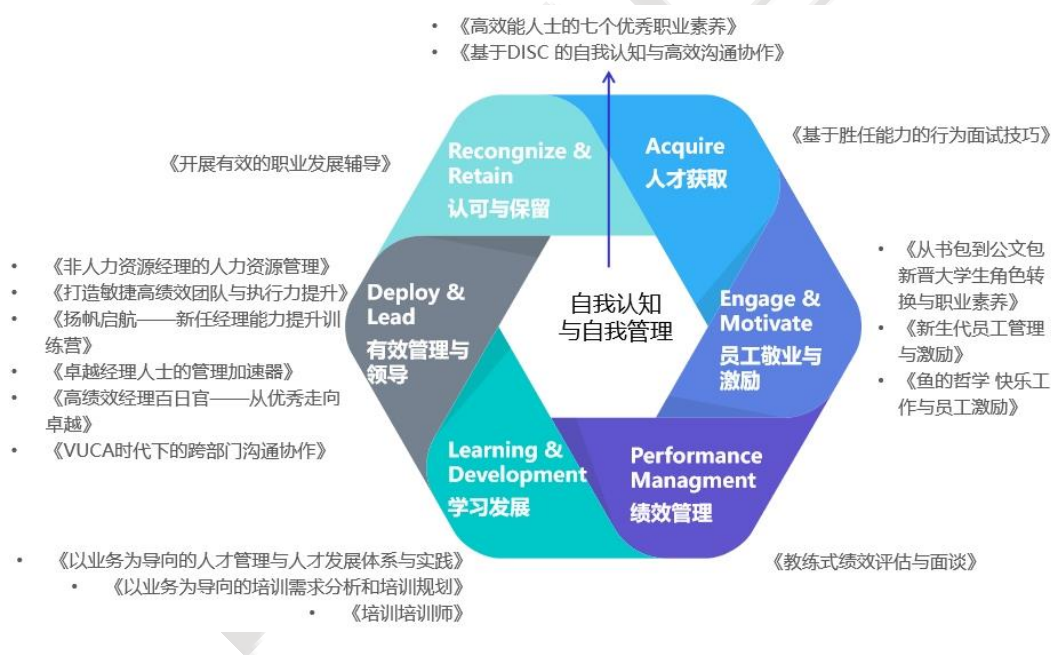 • 《高效能人士的七个优秀职业素养》
• 《基于DISC 的自我认知与高效沟通协作》
《开展有效的职业发展辅导》
Recongnize &
Retain
认可与保留
Acquire
人才获取
《基于胜任能力的行为面试技巧》
• 《非人力资源经理的人力资源管理》
• 《打造敏捷高绩效团队与执行力提升》
• 《扬帆启航——新任经理能力提升训
练营》
• 《卓越经理人士的管理加速器》
• 《高绩效经理百日官——从优秀走向
卓越》
• 《VUCA时代下的跨部门沟通协作》
Deploy &
Lead
有效管理与
领导
自我认知
与自我管理
Engage &
Motivate
员工敬业与
激励
• 《从书包到公文包
新晋大学生角色转
换与职业素养》
• 《新生代员工管理
与激励》
• 《鱼的哲学 快乐工
作与员工激励》
Learning &
Development
学习发展
Performance
Managment
绩效管理
• 《以业务为导向的人才管理与人才发展体系与实践》
• 《以业务为导向的培训需求分析和培训规划》
• 《培训培训师》
《教练式绩效评估与面谈》